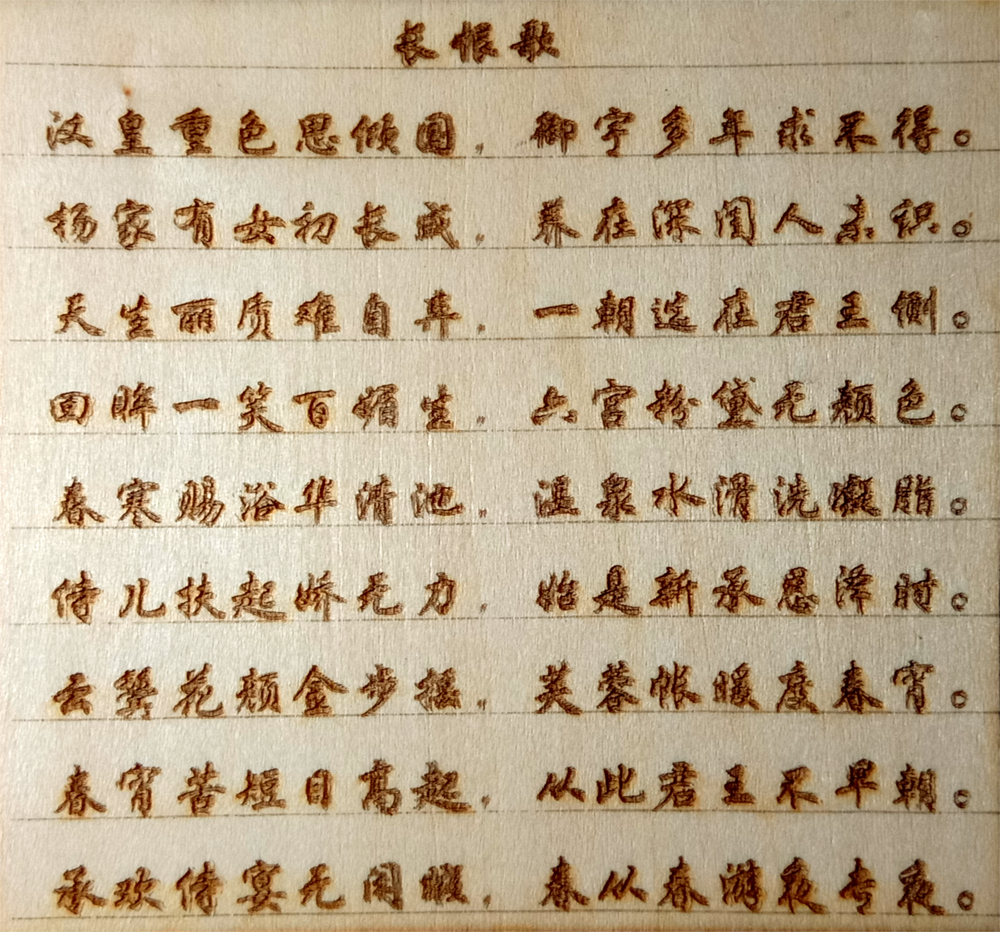 长恨歌
汉皇重色思倾国，御宇多年求不得。
杨家有女初长成，养在深闺人未识。
天生丽质难自弃，一朝选在君王侧。
回眸一笑百媚生，六宫粉黛无颜色。
春寒赐浴华清池，温泉水滑洗凝脂。
侍儿扶起娇无力，始是新承恩泽时。
云鬓花颜金步摇，芙蓉帐暖度春宵。
春宵苦短日高起，从此君王不早朝。
承欢侍宴无闲暇，春从春游夜专夜。